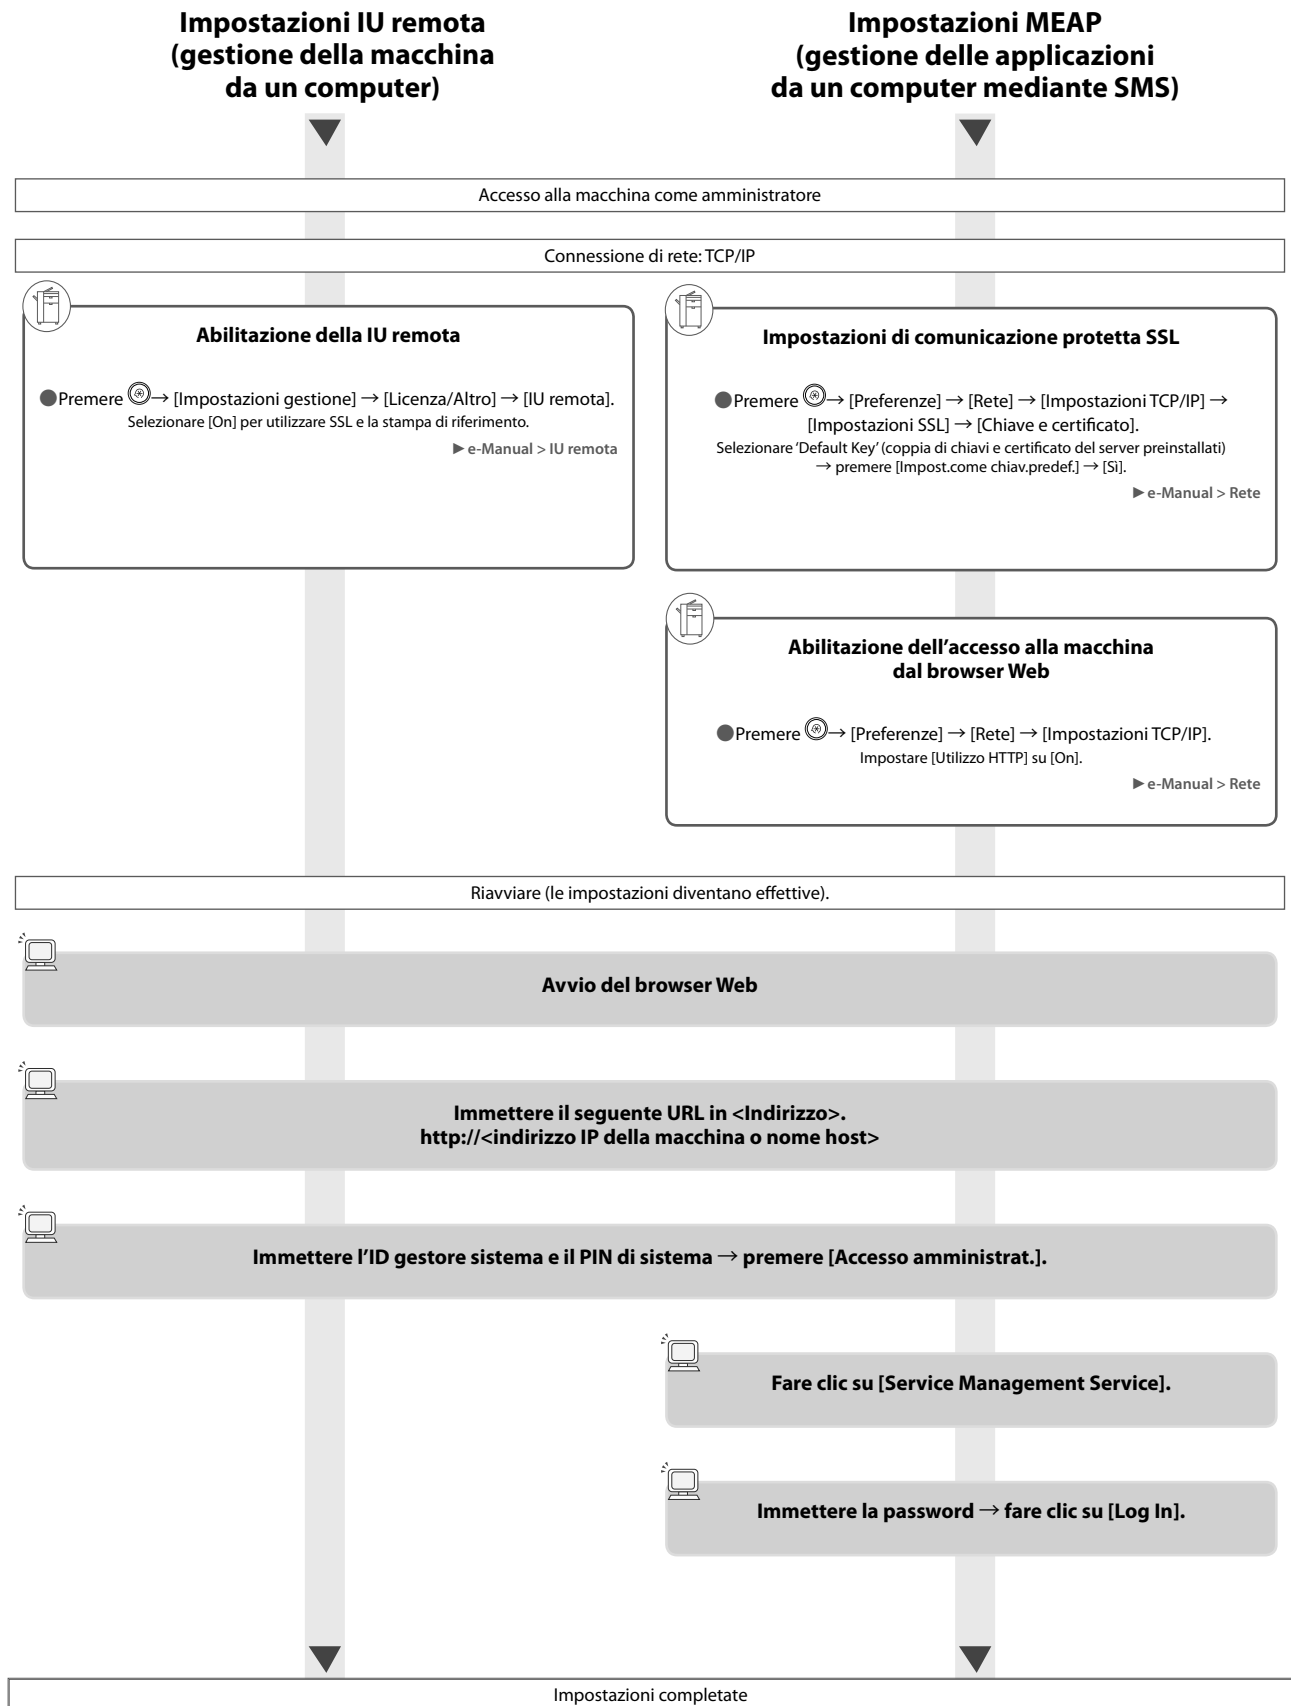 Impostazioni IU remota
(gestione della macchina
da un computer)
Impostazioni MEAP
(gestione delle applicazioni
da un computer mediante SMS)
Accesso alla macchina come amministratore
Connessione di rete: TCP/IP
Abilitazione della IU remota
●Premere → [Impostazioni gestione] → [Licenza/Altro] → [IU remota].
Selezionare [On] per utilizzare SSL e la stampa di riferimento.
►e-Manual > IU remota
Impostazioni di comunicazione protetta SSL
●Premere → [Preferenze] → [Rete] → [Impostazioni TCP/IP] →
[Impostazioni SSL] → [Chiave e certificato].
Selezionare ‘Default Key’ (coppia di chiavi e certificato del server preinstallati)
→ premere [Impost.come chiav.predef.] → [Sì].
►e-Manual > Rete
Abilitazione dell’accesso alla macchina
dal browser Web
●Premere → [Preferenze] → [Rete] → [Impostazioni TCP/IP].
Impostare [Utilizzo HTTP] su [On].
►e-Manual > Rete
Riavviare (le impostazioni diventano effettive).
Avvio del browser Web
Immettere il seguente URL in <Indirizzo>.
http://<indirizzo IP della macchina o nome host>
Immettere l’ID gestore sistema e il PIN di sistema → premere [Accesso amministrat.].
Fare clic su [Service Management Service].
Immettere la password → fare clic su [Log In].
Impostazioni completate